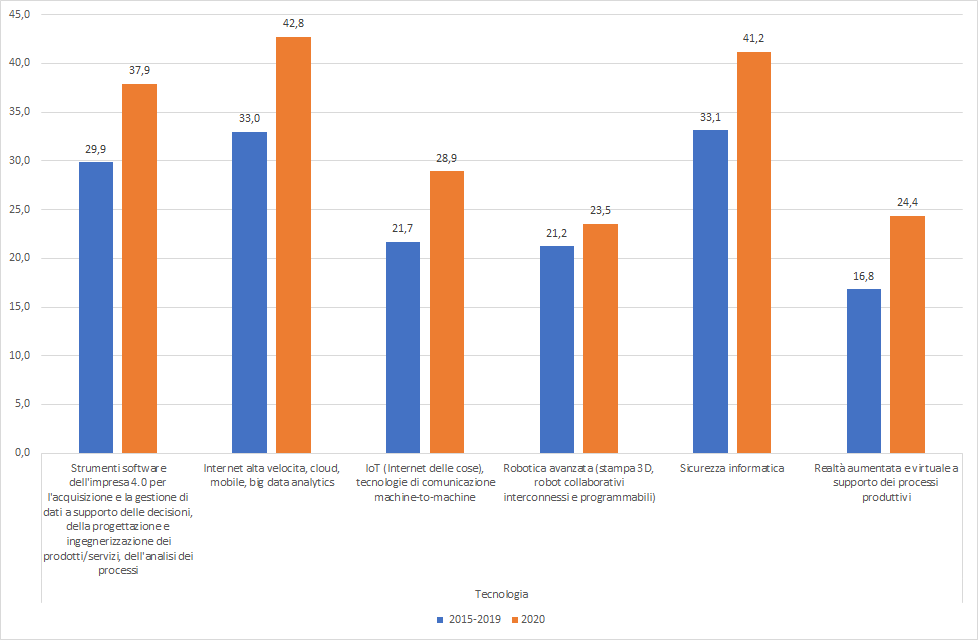 45,0
40,0
35,0
30,0
25,0
20,0
15,0
10,0
5,0
0,0
29,9
37,9
33,0
42,8
21,7
28,9
21,2
23,5
33,1
41,2
16,8
24,4
Strumenti software
dell'impresa 4.0 per
l'acquisizione e la gestione di
dati a supporto delle decisioni,
della progettazione e
ingegnerizzazione dei
prodotti/servizi, dell'analisi dei
processi
Internet alta velocita, cloud,
mobile, big data analytics
IoT (Internet delle cose),
tecnologie di comunicazione
machine-to-machine
Robotica avanzata (stampa 3D,
robot collaborativi
interconnessi e programmabili)
Sicurezza informatica
Realtà aumentata e virtuale a
supporto dei processi
produttivi
Tecnologia
2015-2019
2020